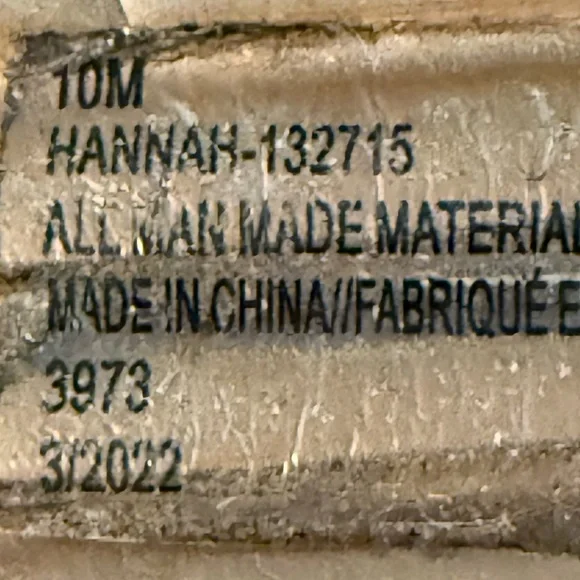 10M
HANNAH-132715
ALL MAN MADE MATERIAL
MADE IN CHINA//FABRIQUÉ E
3973
3/2022